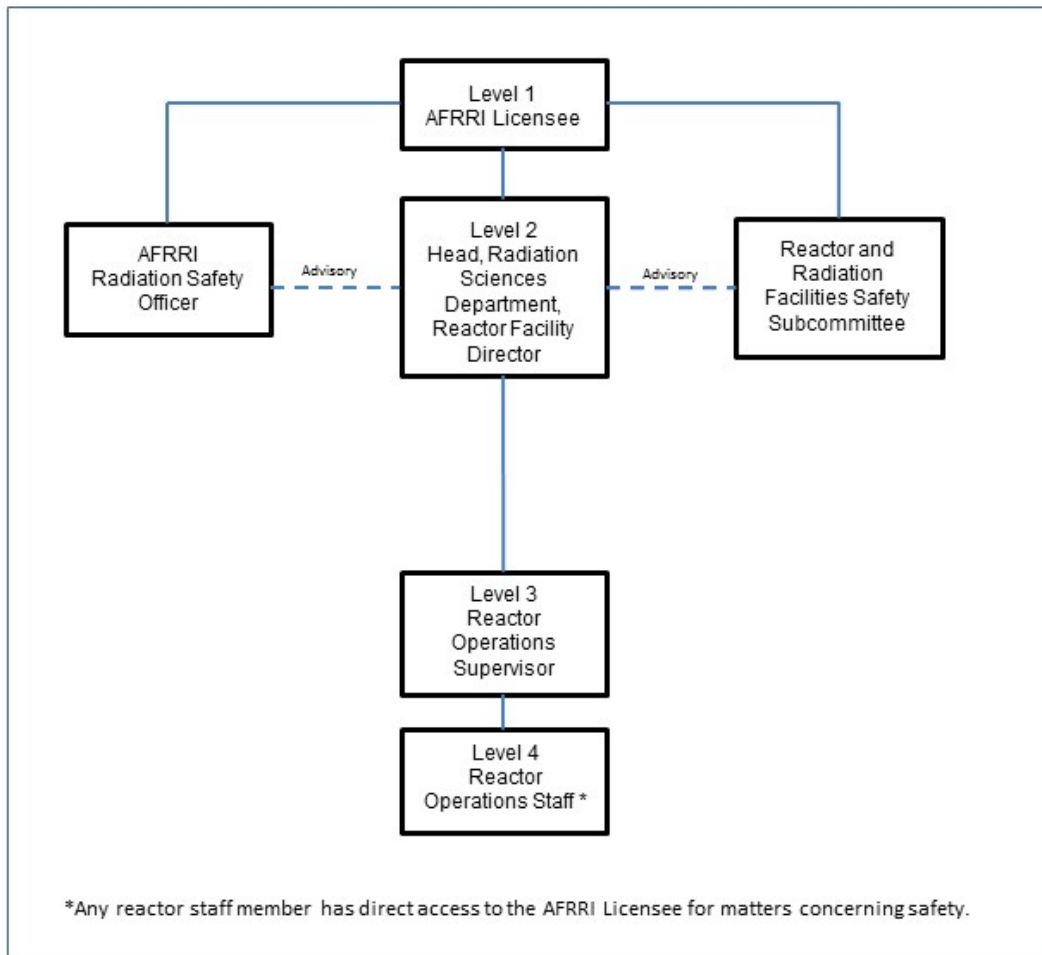 Level 1
AFRRI Licensee
AFRRI
Radiation Safety
Officer
Advisory
Level 2
Head, Radiation
Sciences
Department,
Reactor Facility
Director
Advisory
Reactor and
Radiation
Facilities Safety
Subcommittee
Level 3
Reactor
Operations
Supervisor
Level 4
Reactor
Operations Staff *
*Any reactor staff member has direct access to the AFRRI Licensee for matters concerning safety.